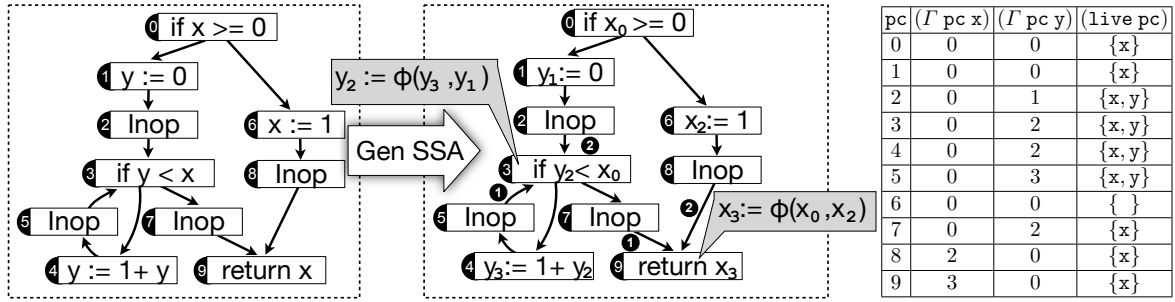 0 if x >= 0
1 y := 0
2 Inop
6 x := 1
3 if y < x
8 Inop
5 Inop
7 Inop
4 y := 1+ y
9 return x
Gen SSA
0 if x₀ >= 0
y₂ := ϕ(y₃ ,y₁)
1 y₁:= 0
2 Inop
6 x₂:= 1
2
3 if y₂< x₀
8 Inop
1
5 Inop
7 Inop
2
x₃:= ϕ(x₀ ,x₂)
1
4 y₃:= 1+ y₂
9 return x₃
pc (Γ pc x) (Γ pc y) (live pc)
0 0 0 {x}
1 0 0 {x}
2 0 1 {x, y}
3 0 2 {x, y}
4 0 2 {x, y}
5 0 3 {x, y}
6 0 0 { }
7 0 2 {x}
8 2 0 {x}
9 3 0 {x}